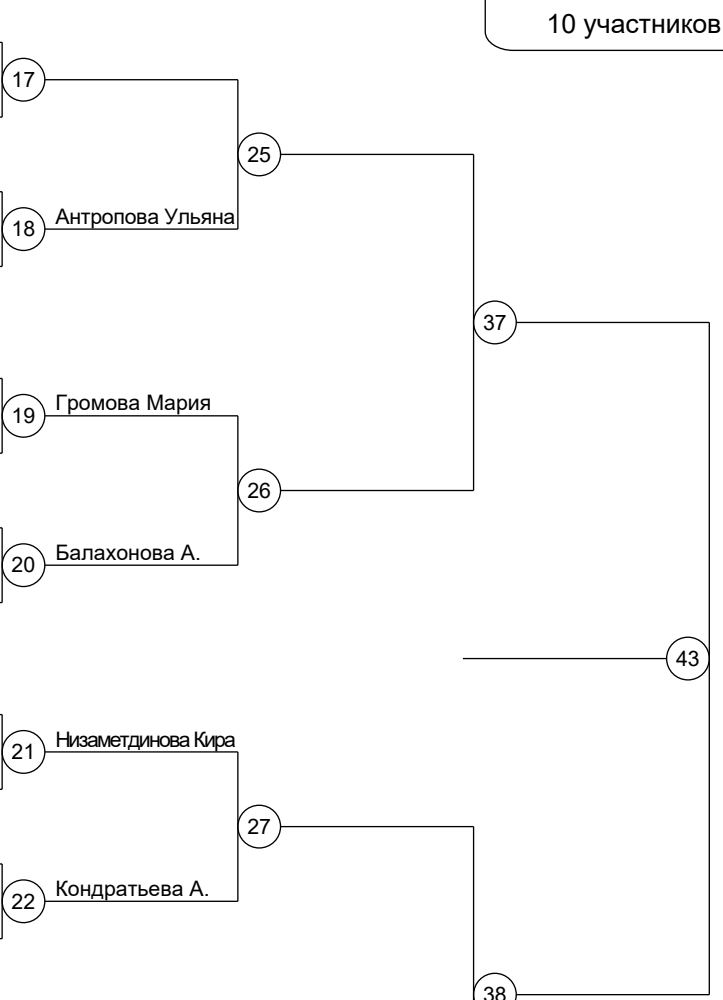 10 участников
17
25
18
Антропова Ульяна
37
19
Громова Мария
26
20
Балахонова А.
43
21
Низаметдинова Кира
27
22
Кондратьева А.
38